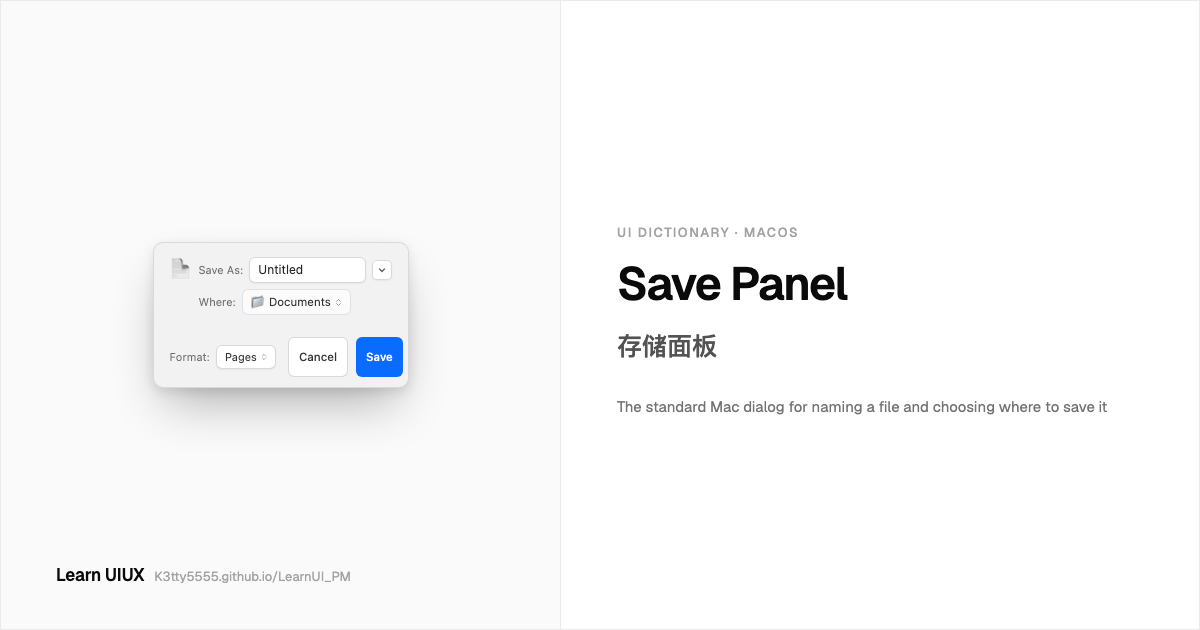 Save As: Untitled
Where: Documents
Format: Pages Cancel Save
Learn UIUX K3tty5555.github.io/LearnUI_PM
UI DICTIONARY · MACOS
Save Panel
存储面板
The standard Mac dialog for naming a file and choosing where to save it